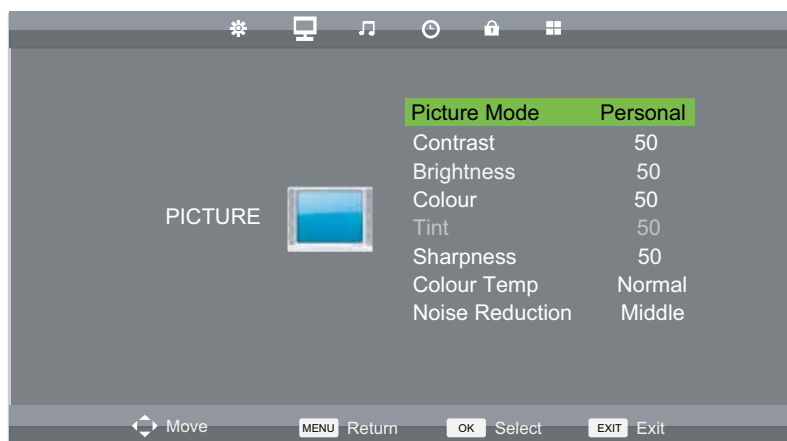 PICTURE
Picture Mode Personal
Contrast 50
Brightness 50
Colour 50
Tint 50
Sharpness 50
Colour Temp Normal
Noise Reduction Middle
Move MENU Return OK Select EXIT Exit